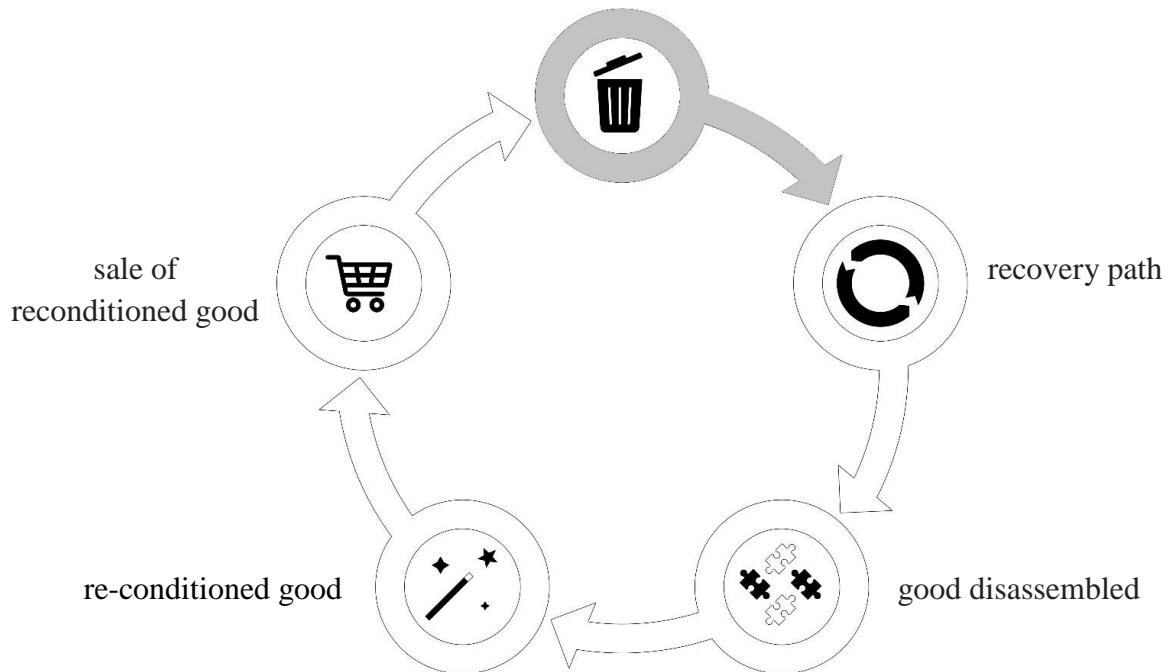 sale of
reconditioned good
recovery path
re-conditioned good
good disassembled